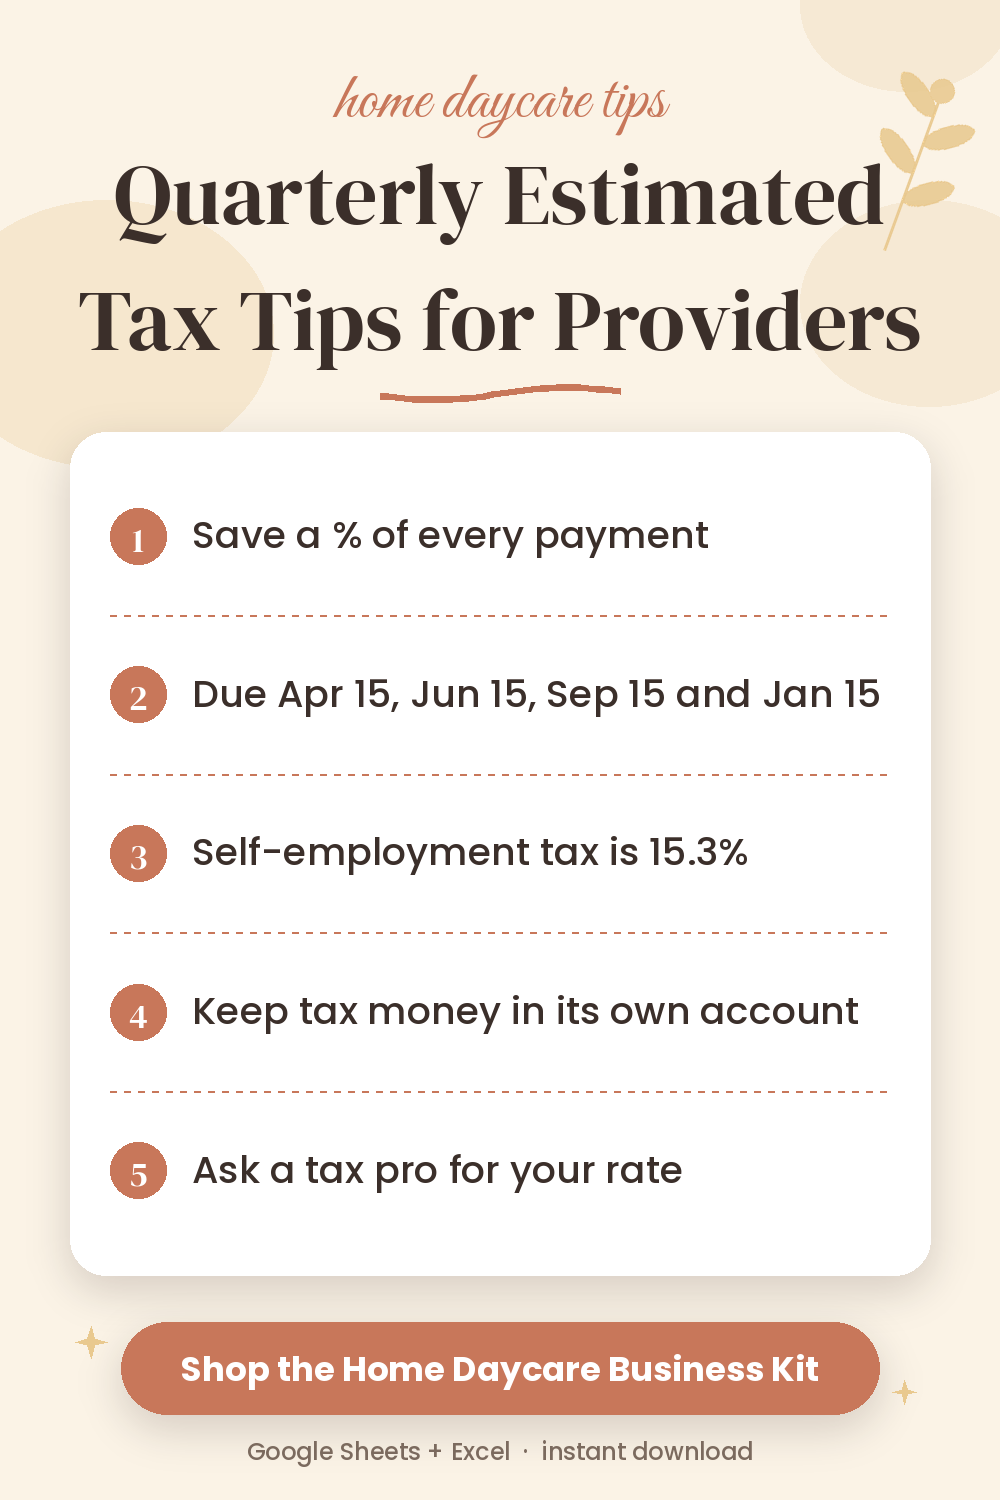 home daycare tips
Quarterly Estimated
Tax Tips for Providers
1 Save a % of every payment
2 Due Apr 15, Jun 15, Sep 15 and Jan 15
3 Self-employment tax is 15.3%
4 Keep tax money in its own account
5 Ask a tax pro for your rate
Shop the Home Daycare Business Kit
Google Sheets + Excel · instant download